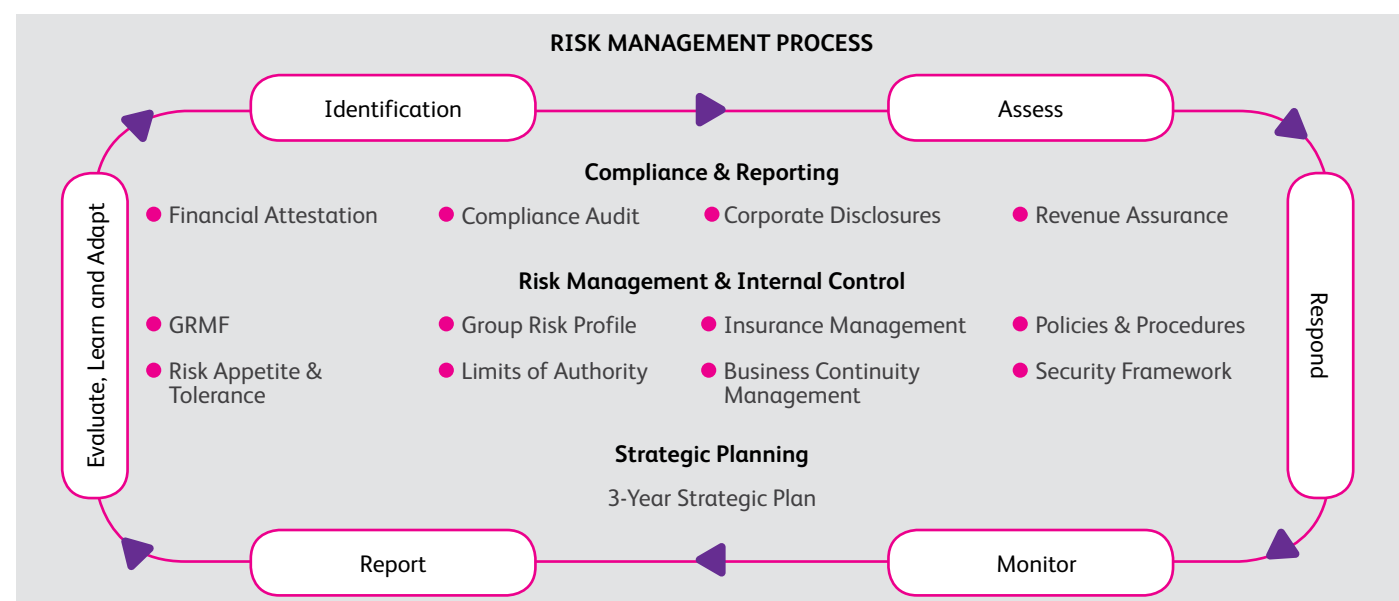 RISK MANAGEMENT PROCESS
Identification
Assess
Compliance & Reporting
Financial Attestation
Compliance Audit
Corporate Disclosures
Revenue Assurance
Risk Management & Internal Control
GRMF
Group Risk Profile
Insurance Management
Policies & Procedures
Risk Appetite &
Tolerance
Limits of Authority
Business Continuity
Management
Security Framework
Strategic Planning
3-Year Strategic Plan
Evaluate, Learn and Adapt
Respond
Report
Monitor